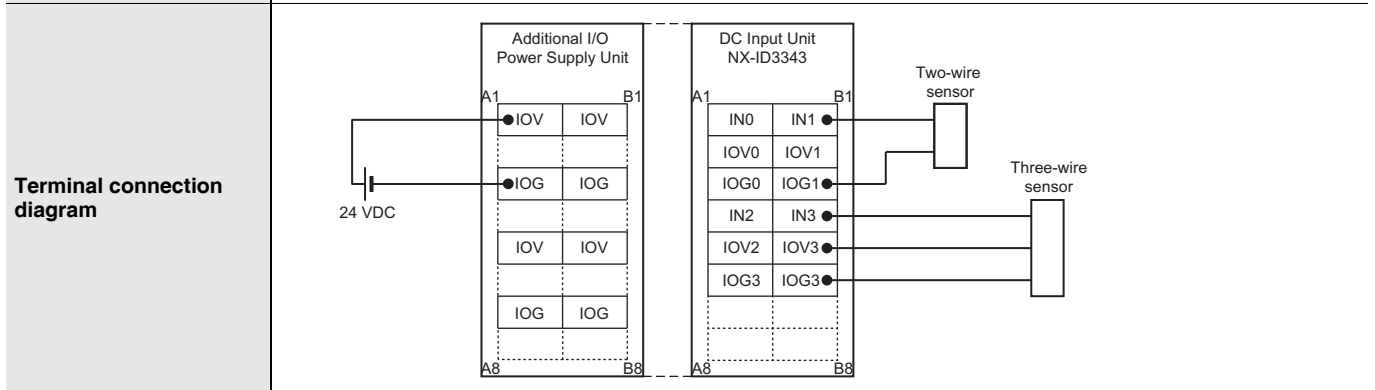 Terminal connection
diagram
Additional I/O
Power Supply Unit
A1 B1
IOV IOV
IOG IOG
IOV IOV
IOG IOG
A8 B8
24 VDC
DC Input Unit
NX-ID3343
A1 B1
IN0 IN1
IOV0 IOV1
IOG0 IOG1
IN2 IN3
IOV2 IOV3
IOG3 IOG3
A8 B8
Two-wire
sensor
Three-wire
sensor